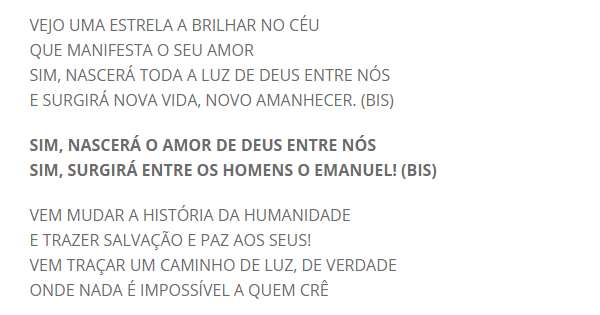 VEJO UMA ESTRELA A BRILHAR NO CÉU
QUE MANIFESTA O SEU AMOR
SIM, NASCERÁ TODA A LUZ DE DEUS ENTRE NÓS
E SURGIRÁ NOVA VIDA, NOVO AMANHECER. (BIS)
SIM, NASCERÁ O AMOR DE DEUS ENTRE NÓS
SIM, SURGIRÁ ENTRE OS HOMENS O EMANUEL! (BIS)
VEM MUDAR A HISTÓRIA DA HUMANIDADE
E TRAZER SALVAÇÃO E PAZ AOS SEUS!
VEM TRAÇAR UM CAMINHO DE LUZ, DE VERDADE
ONDE NADA É IMPOSSÍVEL A QUEM CRÊ